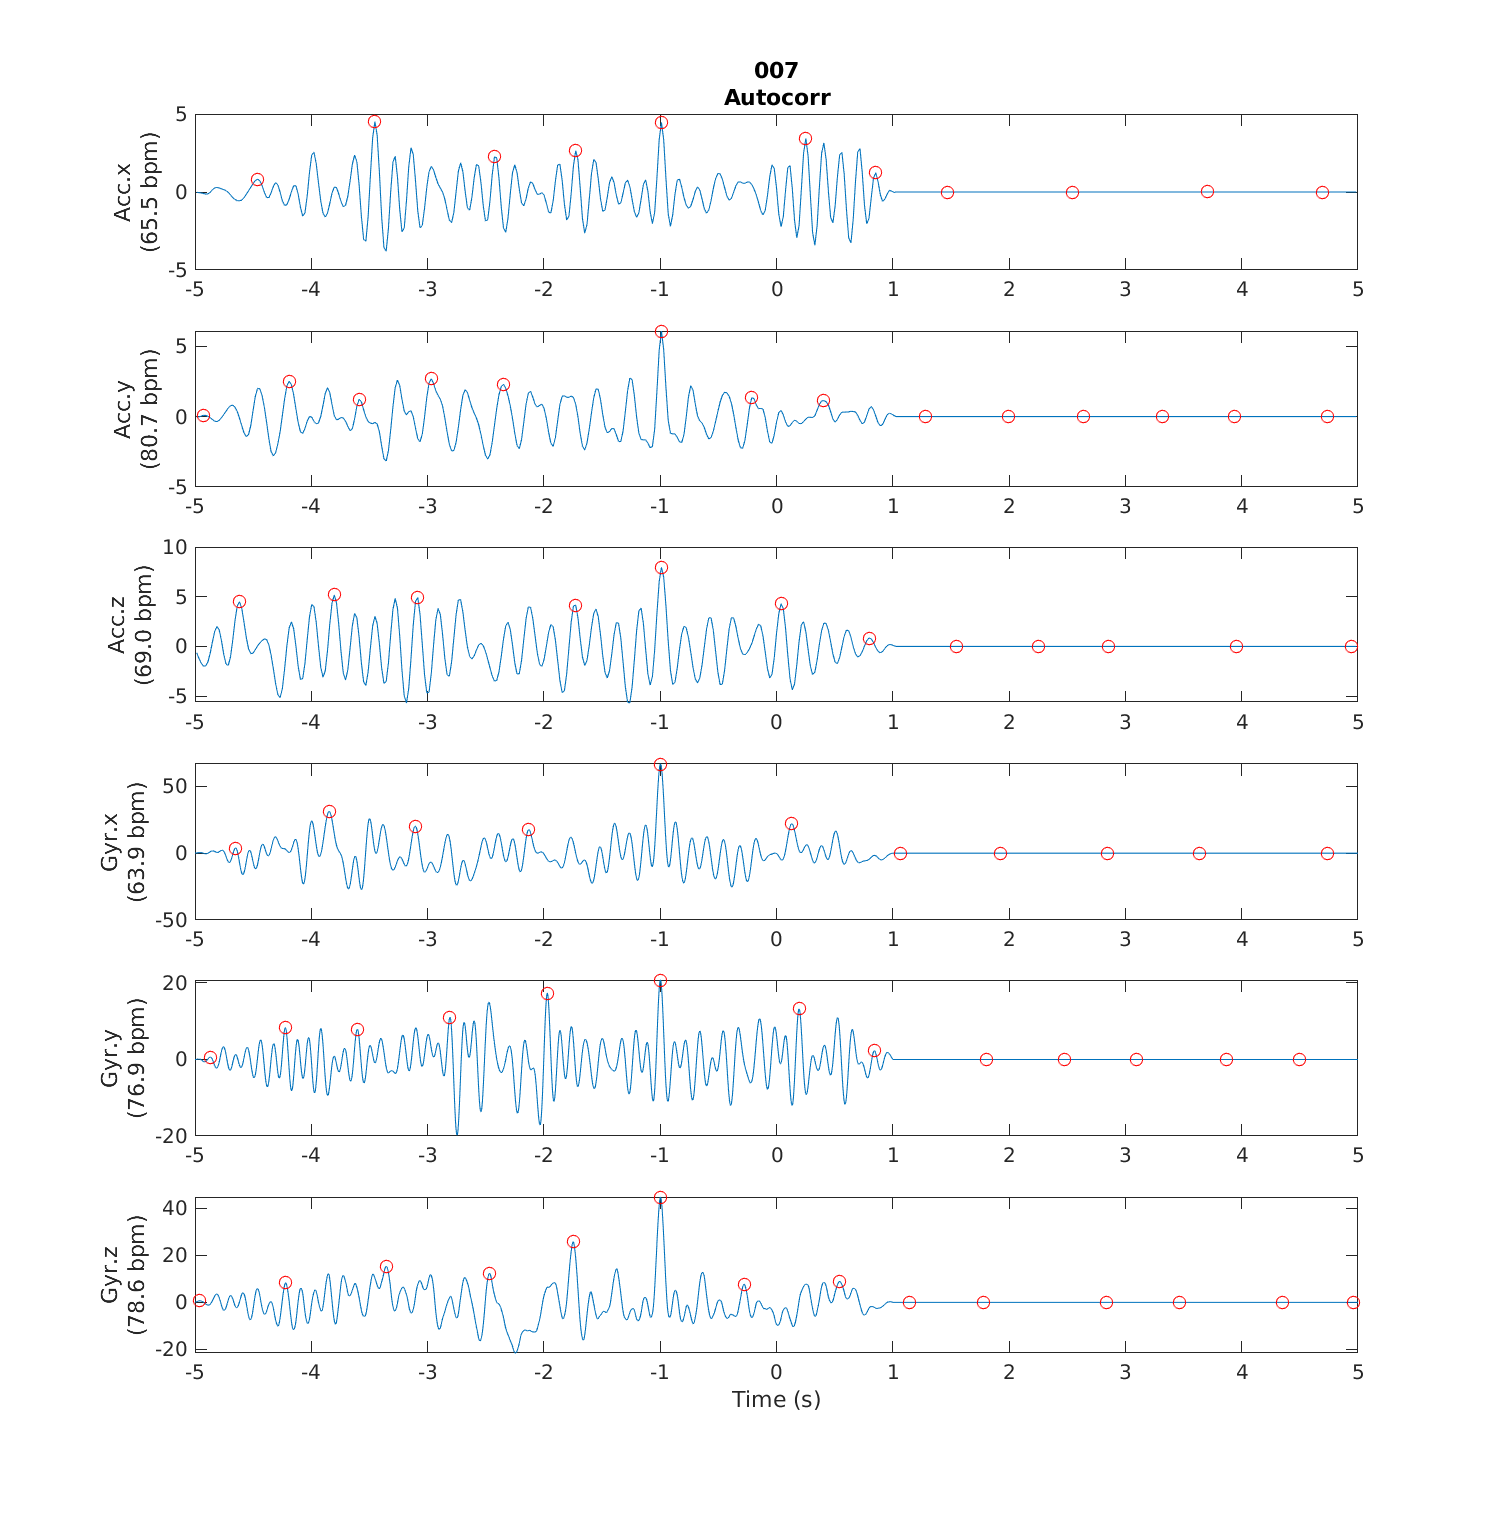 007
Autocorr
Acc.x
(65.5 bpm)
5
0
-5
-5 -4 -3 -2 -1 0 1 2 3 4 5
Acc.y
(80.7 bpm)
5
0
-5
-5 -4 -3 -2 -1 0 1 2 3 4 5
Acc.z
(69.0 bpm)
10
5
0
-5
-5 -4 -3 -2 -1 0 1 2 3 4 5
Gyr.x
(63.9 bpm)
50
0
-50
-5 -4 -3 -2 -1 0 1 2 3 4 5
Gyr.y
(76.9 bpm)
20
0
-20
-5 -4 -3 -2 -1 0 1 2 3 4 5
Gyr.z
(78.6 bpm)
40
20
0
-20
-5 -4 -3 -2 -1 0 1 2 3 4 5
Time (s)